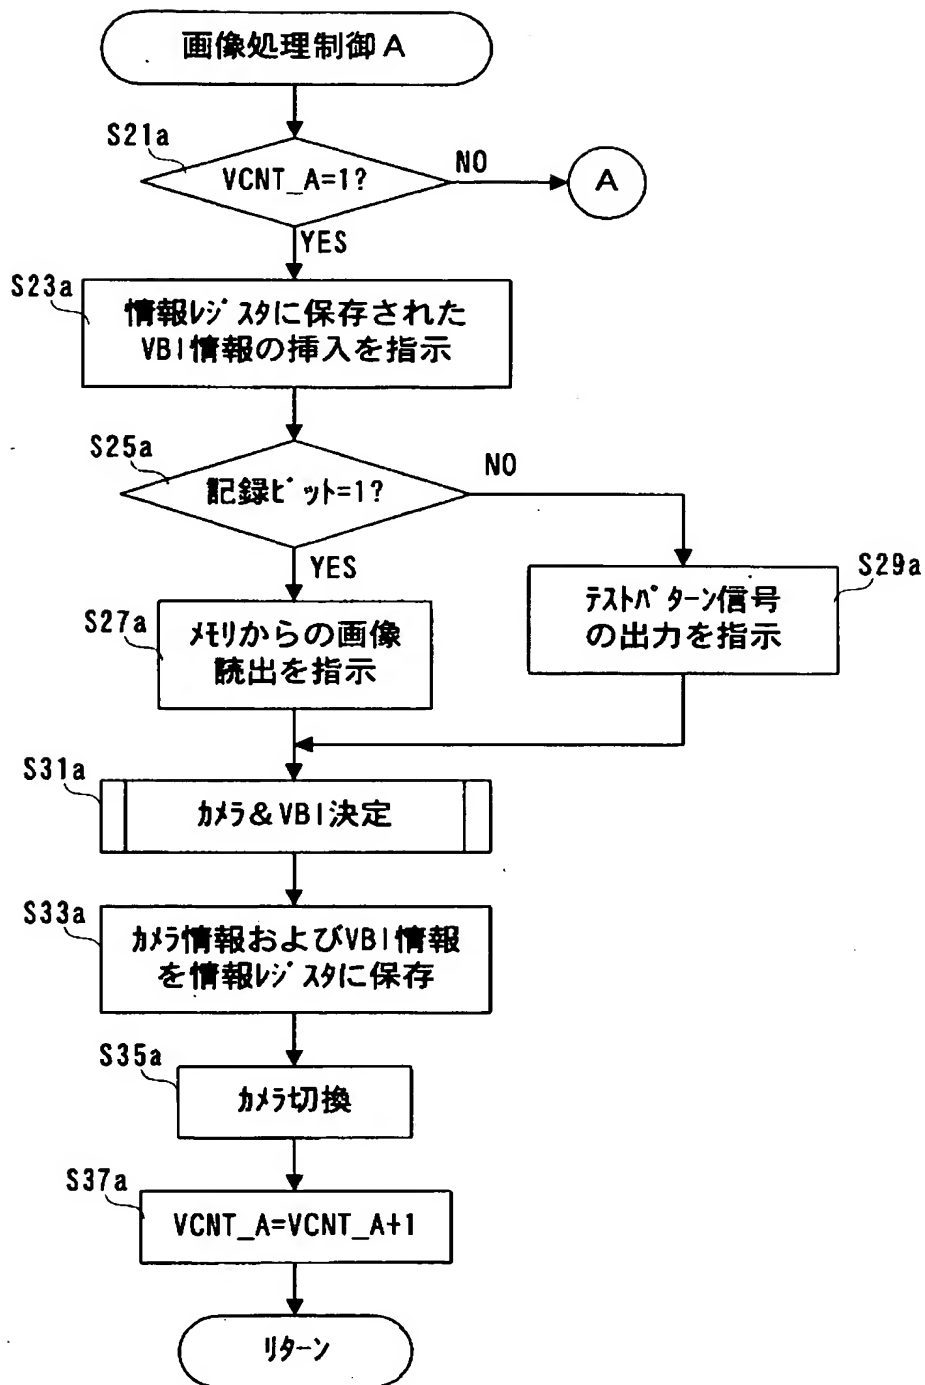 画像処理制御A
S21a
VCNT_A=1?
NO
A
YES
S23a
情報ﾚｼﾞｽﾀに保存された
VBI情報の挿入を指示
S25a
記録ﾋﾞｯﾄ=1?
NO
YES
S27a
ﾒﾓﾘからの画像
読出を指示
S29a
ﾃｽﾄﾊﾟﾀｰﾝ信号
の出力を指示
S31a
ｶﾒﾗ&VBI決定
S33a
ｶﾒﾗ情報およびVBI情報
を情報ﾚｼﾞｽﾀに保存
S35a
ｶﾒﾗ切換
S37a
VCNT_A=VCNT_A+1
ﾘﾀｰﾝ